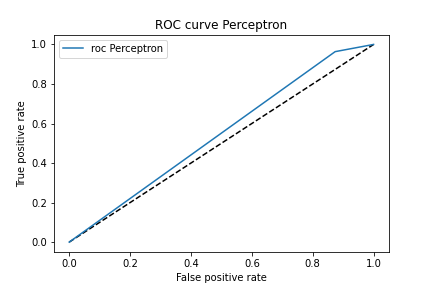 ROC curve Perceptron
roc Perceptron
True positive rate
1.0
0.8
0.6
0.4
0.2
0.0
0.0 0.2 0.4 0.6 0.8 1.0
False positive rate